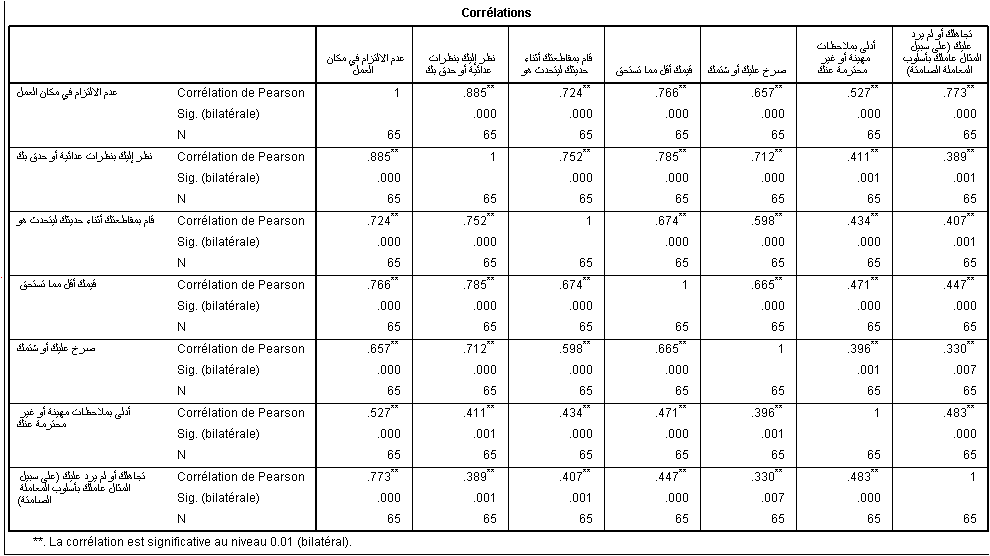 Corrélations
عدم الالتزام في مكان العمل
نظر إليك بنظرات عدائية أو حدق بك
قام بمقاطعتك أثناء حديثك ليتحدث هو
قيمك أقل مما تستحق
صرخ عليك أو شتمك
أدلى بملاحظات مهينة أو غير محترمة عنك
تجاهلك أو لم يرد عليك (على سبيل المثال عاملك بأسلوب المعاملة الصامتة)
عدم الالتزام في مكان العمل Corrélation de Pearson 1 .885** .724** .766** .657** .527** .773**
Sig. (bilatérale) .000 .000 .000 .000 .000 .000
N 65 65 65 65 65 65 65
نظر إليك بنظرات عدائية أو حدق بك Corrélation de Pearson .885** 1 .752** .785** .712** .411** .389**
Sig. (bilatérale) .000 .000 .000 .000 .001 .001
N 65 65 65 65 65 65 65
قام بمقاطعتك أثناء حديثك ليتحدث هو Corrélation de Pearson .724** .752** 1 .674** .598** .434** .407**
Sig. (bilatérale) .000 .000 .000 .000 .000 .001
N 65 65 65 65 65 65 65
قيمك أقل مما تستحق Corrélation de Pearson .766** .785** .674** 1 .665** .471** .447**
Sig. (bilatérale) .000 .000 .000 .000 .000 .000
N 65 65 65 65 65 65 65
صرخ عليك أو شتمك Corrélation de Pearson .657** .712** .598** .665** 1 .396** .330**
Sig. (bilatérale) .000 .000 .000 .000 .001 .007
N 65 65 65 65 65 65 65
أدلى بملاحظات مهينة أو غير محترمة عنك Corrélation de Pearson .527** .411** .434** .471** .396** 1 .483**
Sig. (bilatérale) .000 .001 .000 .000 .001 .000
N 65 65 65 65 65 65 65
تجاهلك أو لم يرد عليك (على سبيل المثال عاملك بأسلوب المعاملة الصامتة) Corrélation de Pearson .773** .389** .407** .447** .330** .483** 1
Sig. (bilatérale) .000 .001 .001 .000 .007 .000
N 65 65 65 65 65 65 65
**. La corrélation est significative au niveau 0.01 (bilatéral).